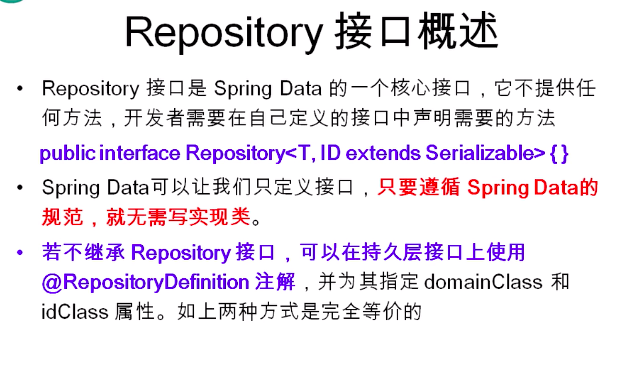 Repository 接口概述
• Repository 接口是 Spring Data 的一个核心接口，它不提供任
何方法，开发者需要在自己定义的接口中声明需要的方法
public interface Repository<T, ID extends Serializable> { }
• Spring Data可以让我们只定义接口，只要遵循 Spring Data的
规范，就无需写实现类。
• 若不继承 Repository 接口，可以在持久层接口上使用
@RepositoryDefinition 注解，并为其指定 domainClass 和
idClass 属性。如上两种方式是完全等价的